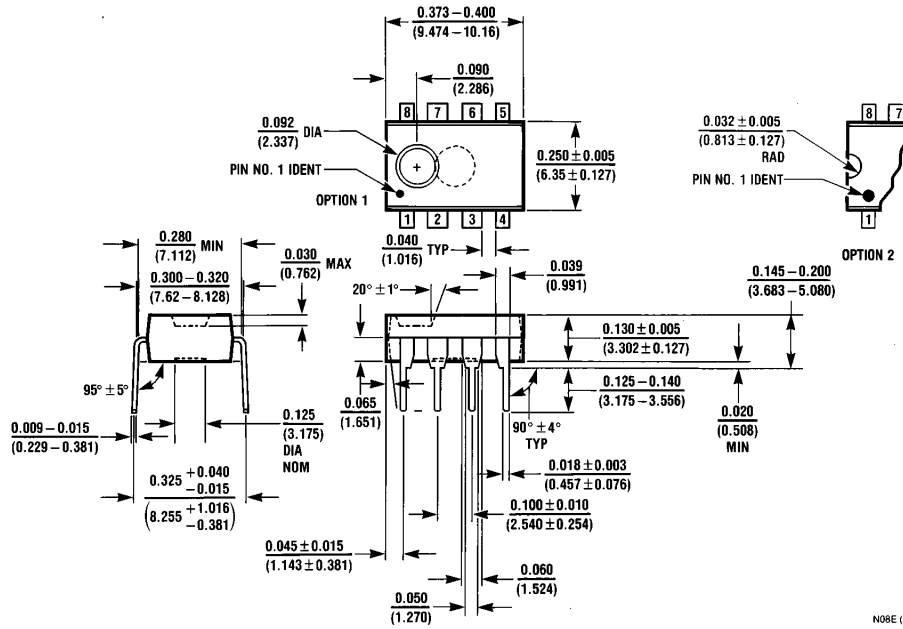 0.373 – 0.400
(9.474 – 10.16)
0.090
(2.286)
8 7 6 5
0.092 DIA
(2.337)
PIN NO. 1 IDENT
OPTION 1
1 2 3 4
0.250 ± 0.005
(6.35 ± 0.127)
8 7
0.032 ± 0.005
(0.813 ± 0.127)
RAD
PIN NO. 1 IDENT
1
OPTION 2
0.280 MIN
(7.112)
0.300 – 0.320
(7.62 – 8.128)
0.030 MAX
(0.762)
0.040 TYP
(1.016)
0.039
(0.991)
20° ± 1°
0.145 – 0.200
(3.683 – 5.080)
0.130 ± 0.005
(3.302 ± 0.127)
0.125 – 0.140
(3.175 – 3.556)
0.020
(0.508)
MIN
95° ± 5°
0.009 – 0.015
(0.229 – 0.381)
0.125
(3.175)
DIA
NOM
0.065
(1.651)
90° ± 4°
TYP
0.325 +0.040
−0.015
(8.255 +1.016
−0.381)
0.018 ± 0.003
(0.457 ± 0.076)
0.100 ± 0.010
(2.540 ± 0.254)
0.045 ± 0.015
(1.143 ± 0.381)
0.060
(1.524)
0.050
(1.270)
N08E (